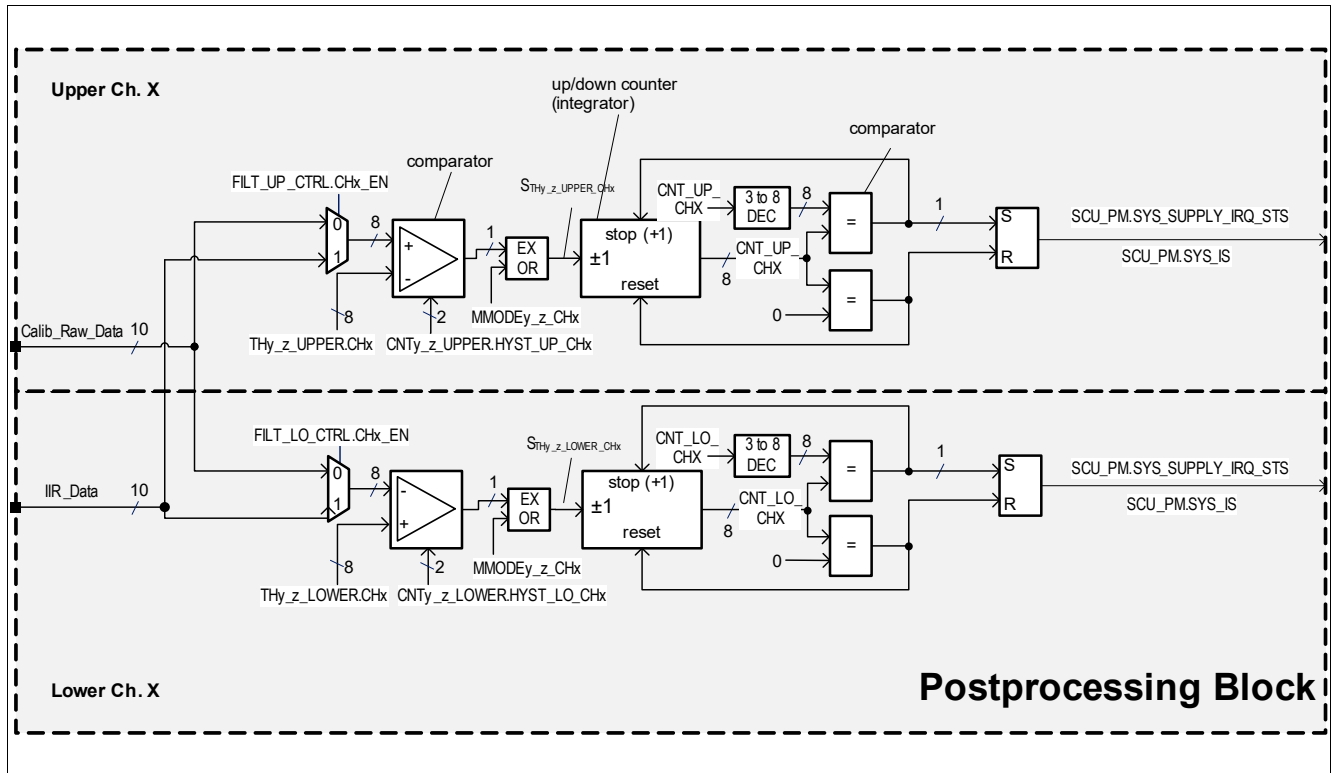 Upper Ch. X
up/down counter
(integrator)
comparator
comparator
FILT_UP_CTRL.CHx_EN
STHy_z_UPPER_CHx
CNT_UP_
CHX
3 to 8
DEC
8
0
1
8
+
-
1
EX
OR
stop (+1)
±1
reset
CNT_UP_
CHX
8
=
=
0
1
S
R
SCU_PM.SYS_SUPPLY_IRQ_STS
SCU_PM.SYS_IS
8
2
MMODEy_z_CHx
THy_z_UPPER.CHx
CNTy_z_UPPER.HYST_UP_CHx
Calib_Raw_Data
10
FILT_LO_CTRL.CHx_EN
STHy_z_LOWER_CHx
CNT_LO_
CHX
3 to 8
DEC
8
0
1
8
-
+
1
EX
OR
stop (+1)
±1
reset
CNT_LO_
CHX
8
=
=
0
1
S
R
SCU_PM.SYS_SUPPLY_IRQ_STS
SCU_PM.SYS_IS
IIR_Data
10
8
2
MMODEy_z_CHx
THy_z_LOWER.CHx
CNTy_z_LOWER.HYST_LO_CHx
Lower Ch. X
Postprocessing Block